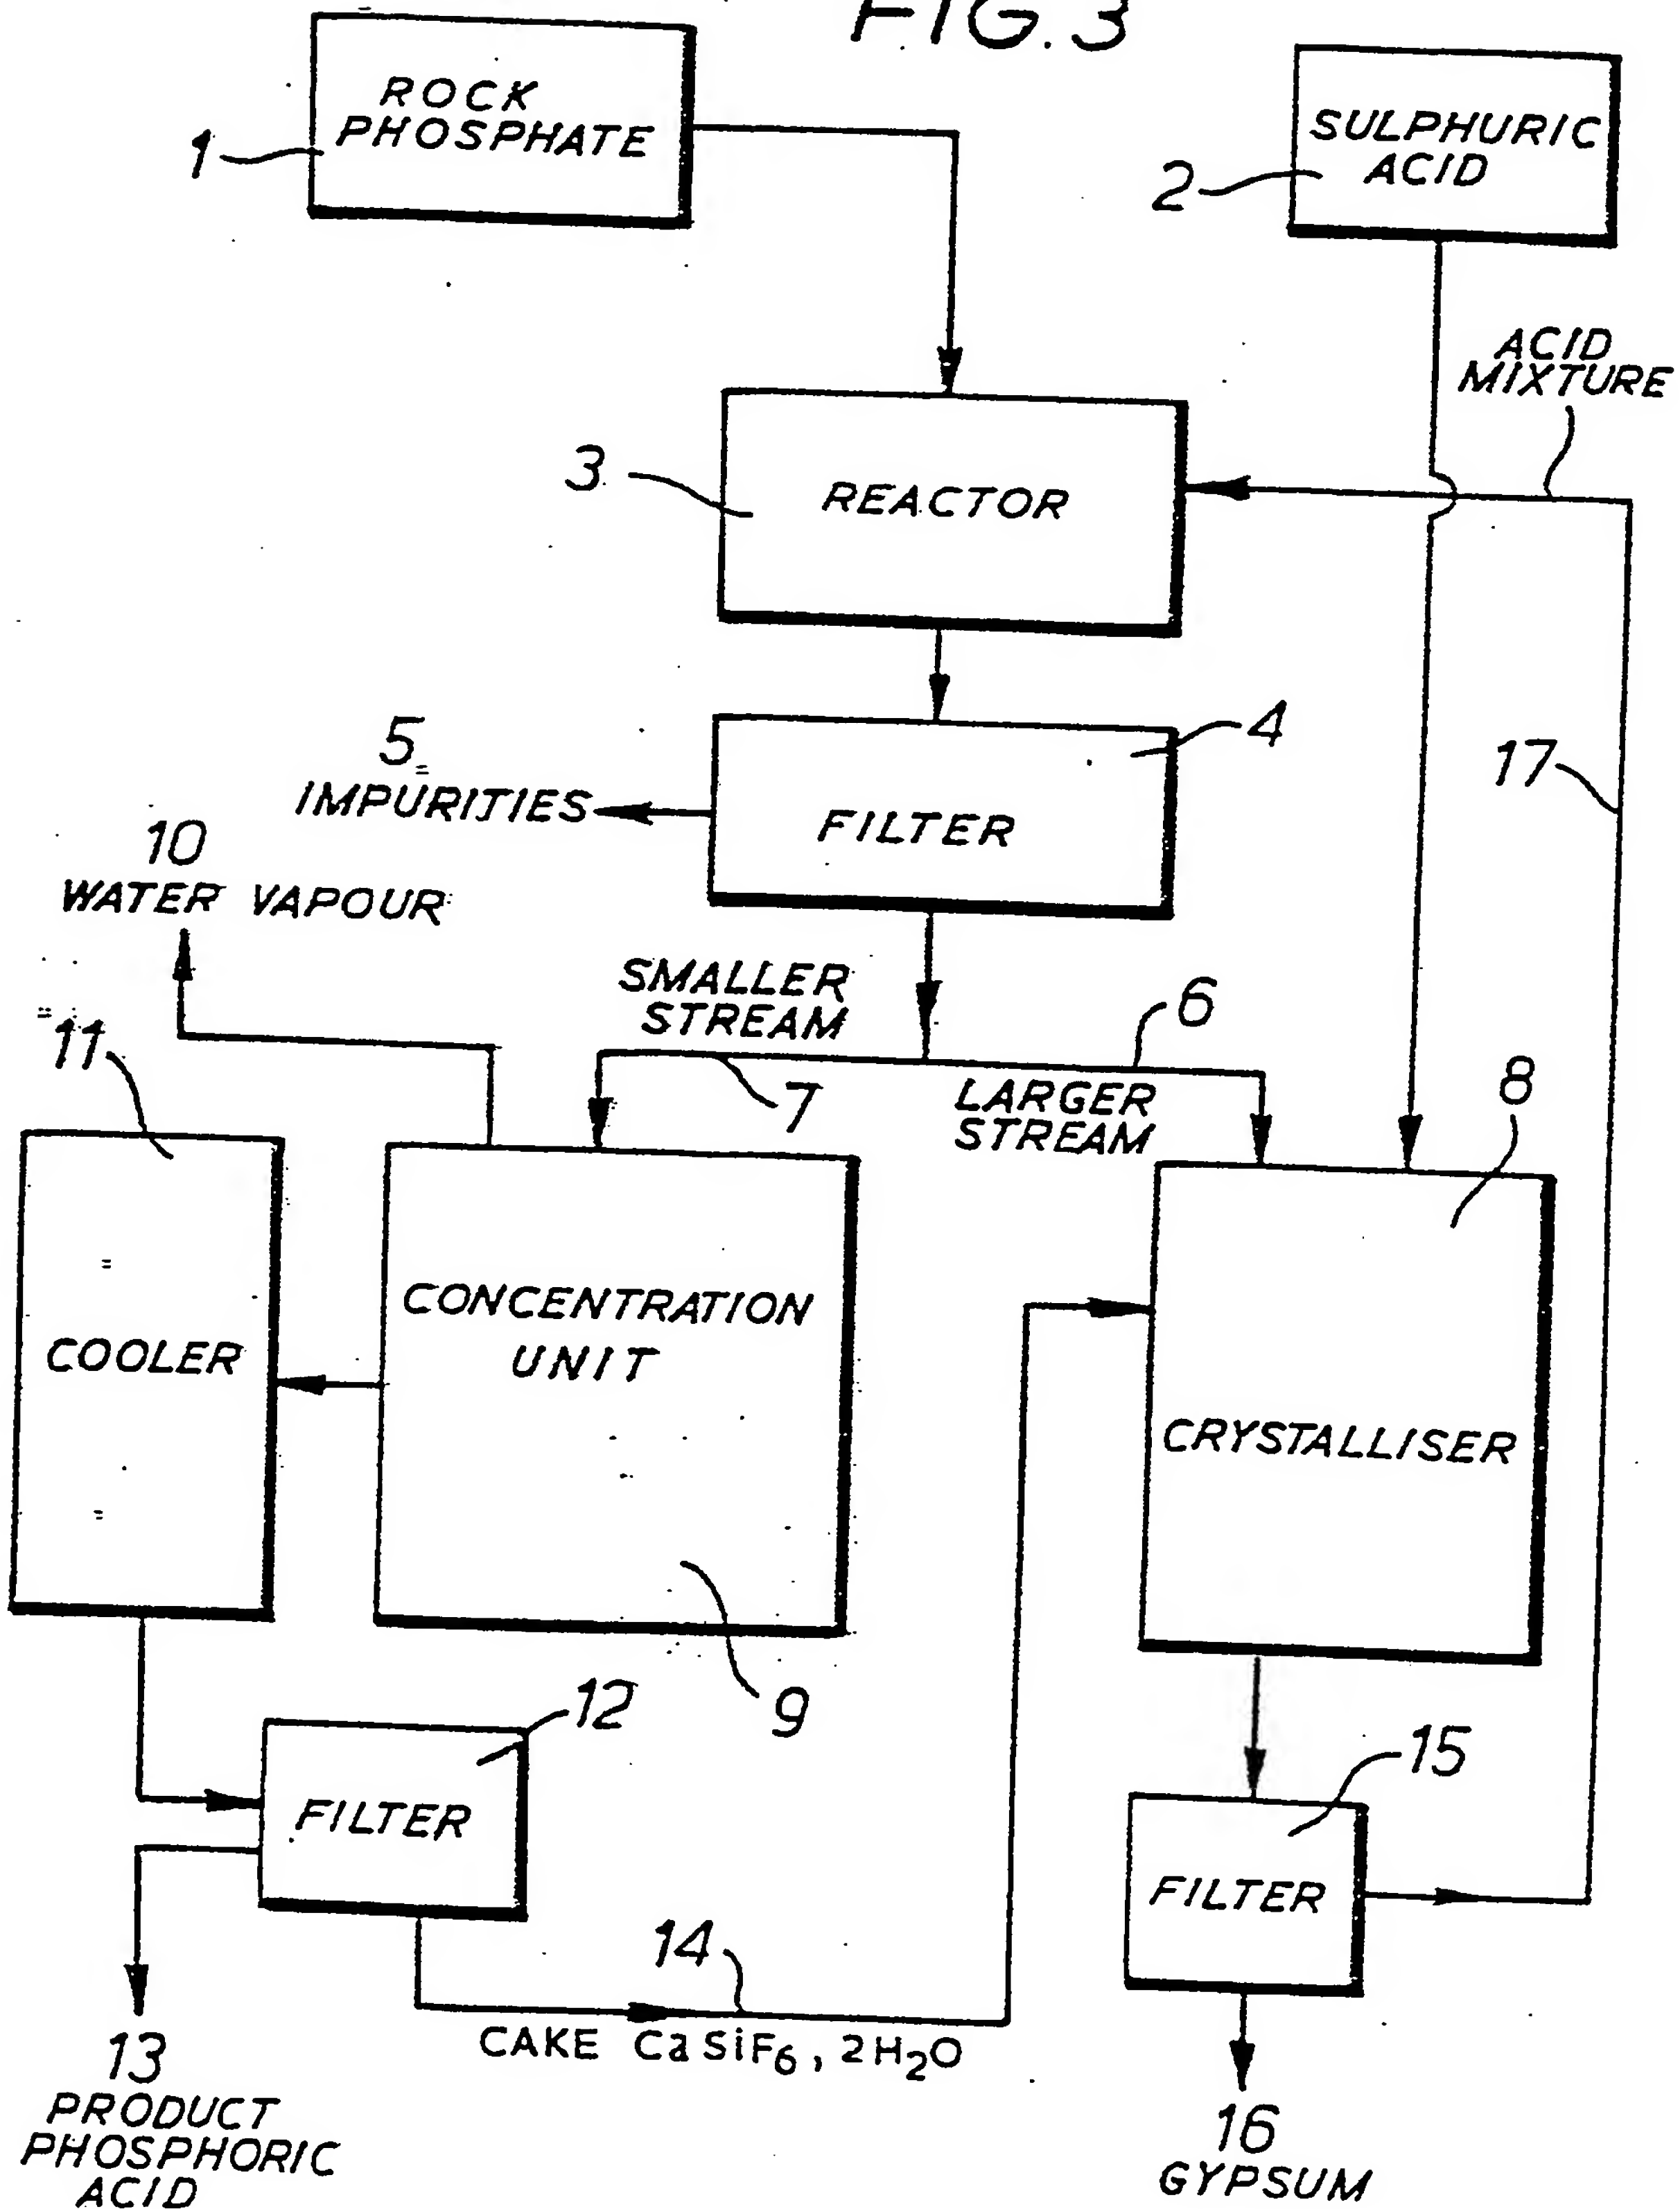 FIG. 3
ROCK
PHOSPHATE
1
SULPHURIC
ACID
2
ACID
MIXTURE
3
REACTOR
4
5
IMPURITIES
FILTER
17
10
WATER VAPOUR
SMALLER
STREAM
6
11
7
LARGER
STREAM
8
CONCENTRATION
UNIT
COOLER
CRYSTALLISER
9
12
FILTER
15
FILTER
14
CAKE CaSiF6, 2H2O
13
PRODUCT
PHOSPHORIC
ACID
16
GYPSUM